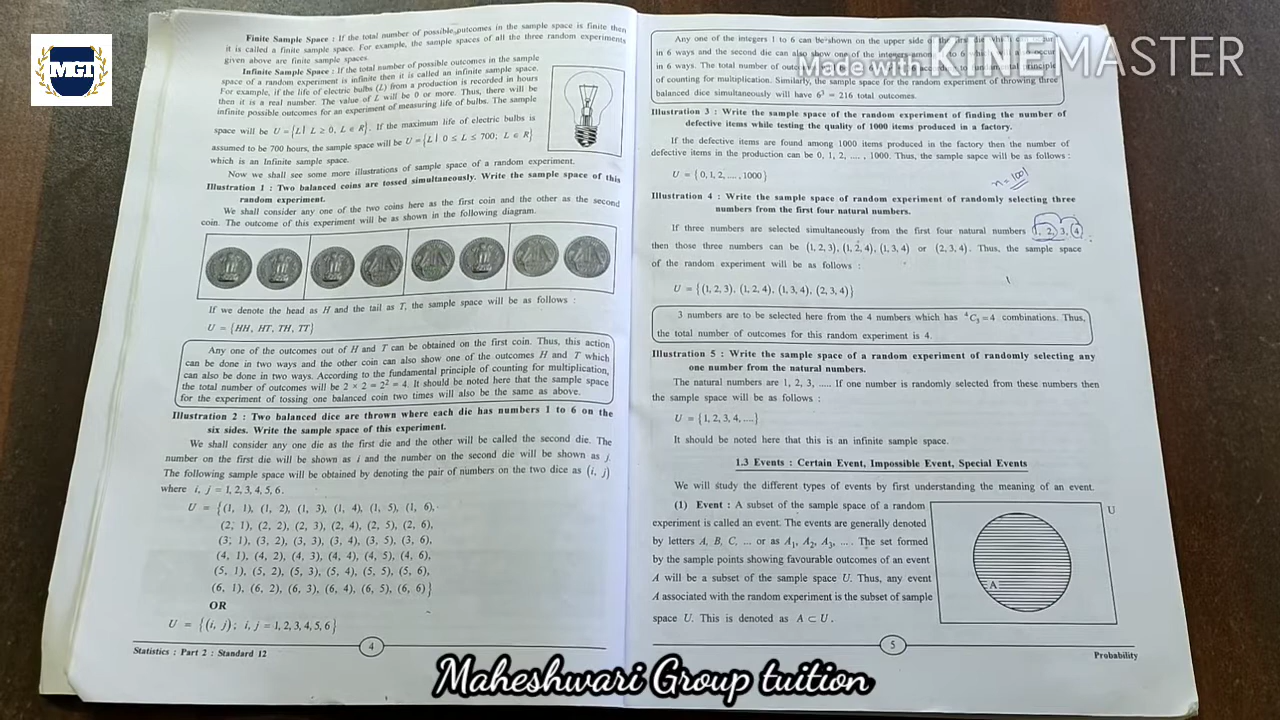 MGI
Made with KINEMASTER
Finite Sample Space : If the total number of possible outcomes in the sample space is finite then
it is called a finite sample space. For example, the sample spaces of all the three random experiments
given above are finite sample spaces.
Infinite Sample Space : If the total number of possible outcomes in the sample
space of a random experiment is infinite then it is called an infinite sample space.
For example, if the life of electric bulbs (L) from a production is recorded in hours
then it is a real number. The value of L will be 0 or more. Thus, there will be
infinite possible outcomes for an experiment of measuring life of bulbs. The sample
space will be U = {L| L ≥ 0, L ∈ R}. If the maximum life of electric bulbs is
assumed to be 700 hours, the sample space will be U = {L| 0 ≤ L ≤ 700; L ∈ R}
which is an Infinite sample space.
Now we shall see some more illustrations of sample space of a random experiment.
Illustration 1 : Two balanced coins are tossed simultaneously. Write the sample space of this
random experiment.
We shall consider any one of the two coins here as the first coin and the other as the second
coin. The outcome of this experiment will be as shown in the following diagram.
If we denote the head as H and the tail as T, the sample space will be as follows :
U = {HH, HT, TH, TT}
Any one of the outcomes out of H and T can be obtained on the first coin. Thus, this action
can be done in two ways and the other coin can also show one of the outcomes H and T which
can also be done in two ways. According to the fundamental principle of counting for multiplication,
the total number of outcomes will be 2 × 2 = 2² = 4. It should be noted here that the sample space
for the experiment of tossing one balanced coin two times will also be the same as above.
Illustration 2 : Two balanced dice are thrown where each die has numbers 1 to 6 on the
six sides. Write the sample space of this experiment.
We shall consider any one die as the first die and the other will be called the second die. The
number on the first die will be shown as i and the number on the second die will be shown as j.
The following sample space will be obtained by denoting the pair of numbers on the two dice as (i, j)
where i, j = 1, 2, 3, 4, 5, 6.
U = {(1, 1), (1, 2), (1, 3), (1, 4), (1, 5), (1, 6),
(2, 1), (2, 2), (2, 3), (2, 4), (2, 5), (2, 6),
(3, 1), (3, 2), (3, 3), (3, 4), (3, 5), (3, 6),
(4, 1), (4, 2), (4, 3), (4, 4), (4, 5), (4, 6),
(5, 1), (5, 2), (5, 3), (5, 4), (5, 5), (5, 6),
(6, 1), (6, 2), (6, 3), (6, 4), (6, 5), (6, 6)}
OR
U = {(i, j); i, j = 1, 2, 3, 4, 5, 6}
Statistics : Part 2 : Standard 12
4
Any one of the integers 1 to 6 can be shown on the upper side of
in 6 ways and the second die can also show one of the integers among 1 to 6
in 6 ways. The total number of principle
of counting for multiplication. Similarly, the sample space for the random experiment of throwing three
balanced dice simultaneously will have 6³ = 216 total outcomes.
Illustration 3 : Write the sample space of the random experiment of finding the number of
defective items while testing the quality of 1000 items produced in a factory.
If the defective items are found among 1000 items produced in the factory then the number of
defective items in the production can be 0, 1, 2, ...., 1000. Thus, the sample sapce will be as follows :
U = {0, 1, 2, ...., 1000}
n = 1001
Illustration 4 : Write the sample space of random experiment of randomly selecting three
numbers from the first four natural numbers.
If three numbers are selected simultaneously from the first four natural numbers 1, 2, 3, 4
then those three numbers can be (1, 2, 3), (1, 2, 4), (1, 3, 4) or (2, 3, 4). Thus, the sample space
of the random experiment will be as follows :
U = {(1, 2, 3), (1, 2, 4), (1, 3, 4), (2, 3, 4)}
3 numbers are to be selected here from the 4 numbers which has ⁴C₃ = 4 combinations. Thus,
the total number of outcomes for this random experiment is 4.
Illustration 5 : Write the sample space of a random experiment of randomly selecting any
one number from the natural numbers.
The natural numbers are 1, 2, 3, ..... If one number is randomly selected from these numbers then
the sample space will be as follows :
U = {1, 2, 3, 4, ....}
It should be noted here that this is an infinite sample space.
1.3 Events : Certain Event, Impossible Event, Special Events
We will study the different types of events by first understanding the meaning of an event.
(1) Event : A subset of the sample space of a random
experiment is called an event. The events are generally denoted
by letters A, B, C, ... or as A₁, A₂, A₃, ... . The set formed
by the sample points showing favourable outcomes of an event
A will be a subset of the sample space U. Thus, any event
A associated with the random experiment is the subset of sample
space U. This is denoted as A ⊂ U.
U
A
5
Probability
Maheshwari Group tuition